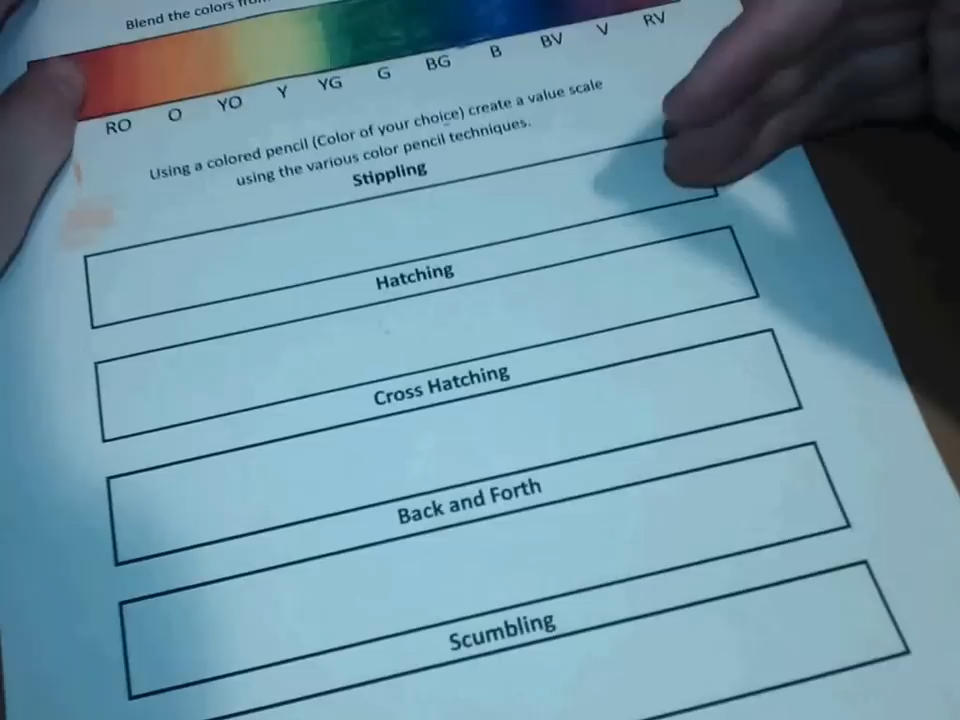 Blend the colors
RO O YO Y YG G BG B BV V RV
Using a colored pencil (Color of your choice) create a value scale
using the various color pencil techniques.
Stippling
Hatching
Cross Hatching
Back and Forth
Scumbling